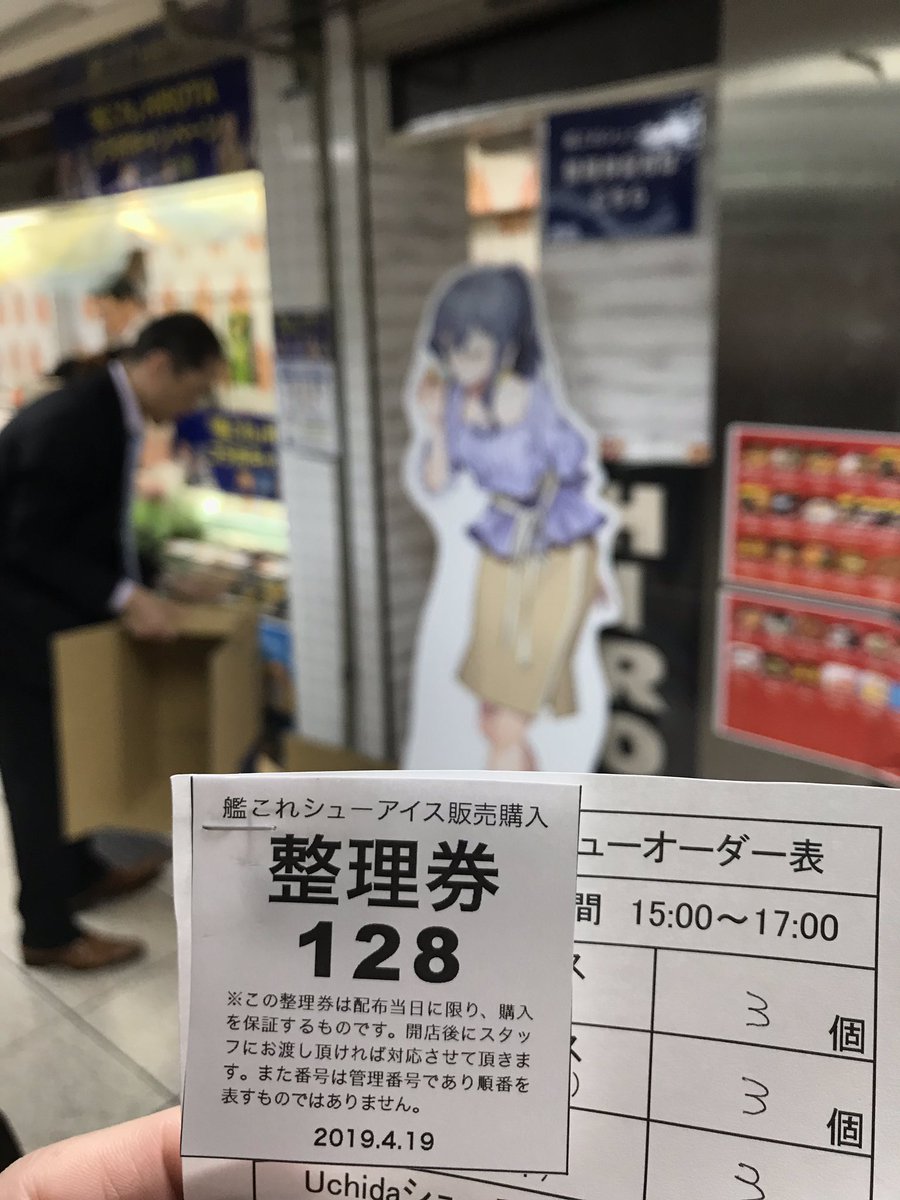 HIRO
艦これシューアイス販売購入
整理券
128
※この整理券は配布当日に限り、購入
を保証するものです。開店後にスタッ
フにお渡し頂ければ対応させて頂きま
す。また番号は管理番号であり順番を
表すものではありません。
2019.4.19
ューオーダー表
間 15:00～17:00
ス
3 個
ス
)
3 個
3
Uchidaシュー